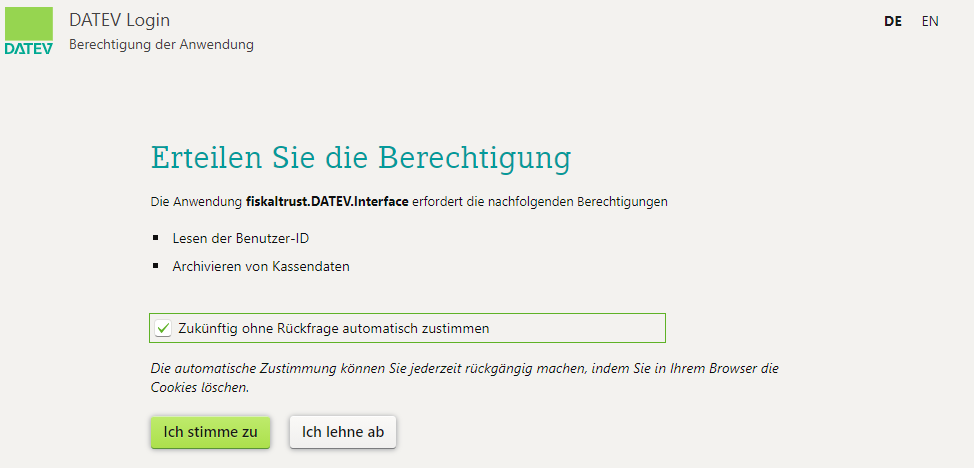 DATEV Login
DE EN
DATEV
Berechtigung der Anwendung
Erteilen Sie die Berechtigung
Die Anwendung fiskaltrust.DATEV.Interface erfordert die nachfolgenden Berechtigungen
Lesen der Benutzer-ID
Archivieren von Kassendaten
Zukünftig ohne Rückfrage automatisch zustimmen
Die automatische Zustimmung können Sie jederzeit rückgängig machen, indem Sie in Ihrem Browser die
Cookies löschen.
Ich stimme zu Ich lehne ab